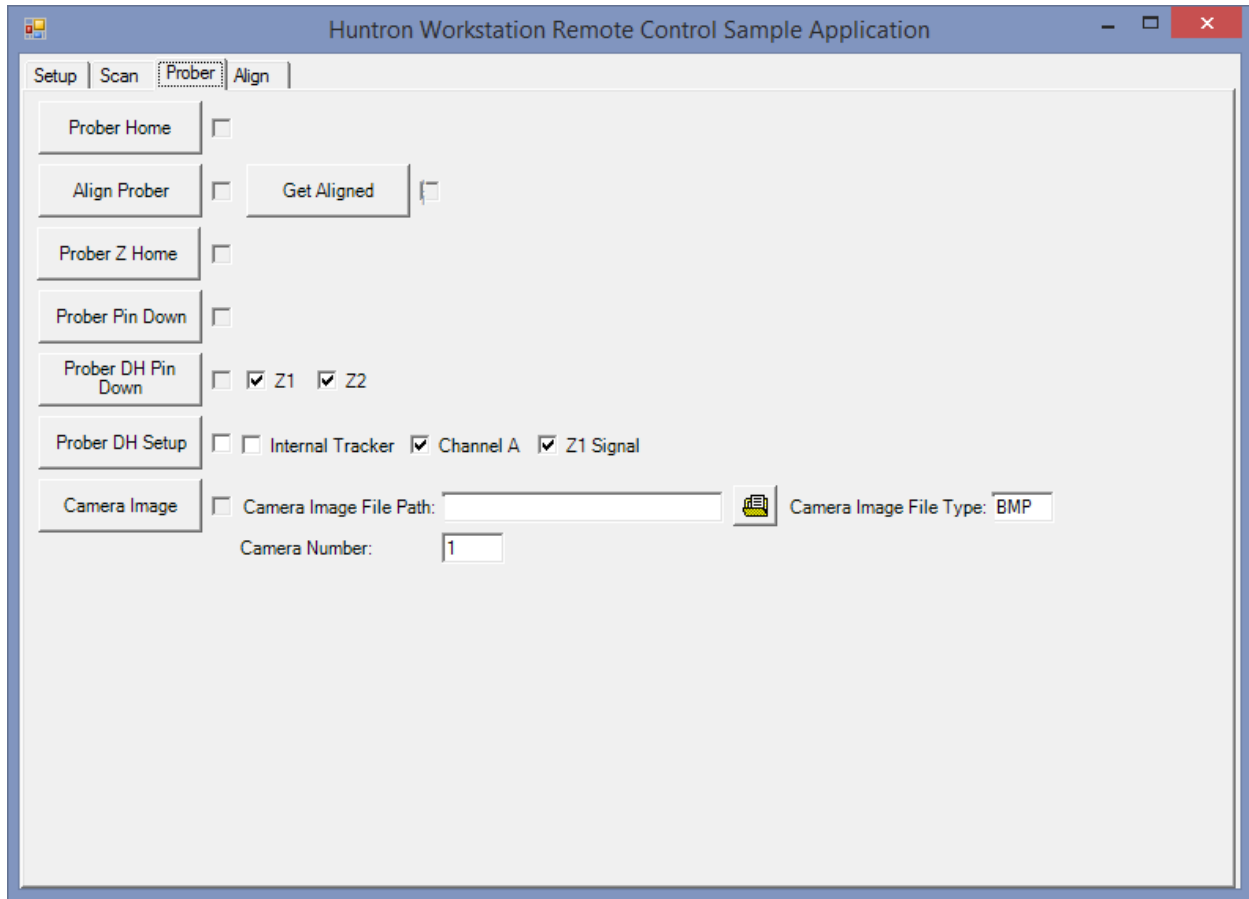 Huntron Workstation Remote Control Sample Application
Setup Scan Prober Align
Prober Home
Align Prober Get Aligned
Prober Z Home
Prober Pin Down
Prober DH Pin
Down
Z1 Z2
Prober DH Setup Internal Tracker Channel A Z1 Signal
Camera Image Camera Image File Path: Camera Image File Type: BMP
Camera Number: 1